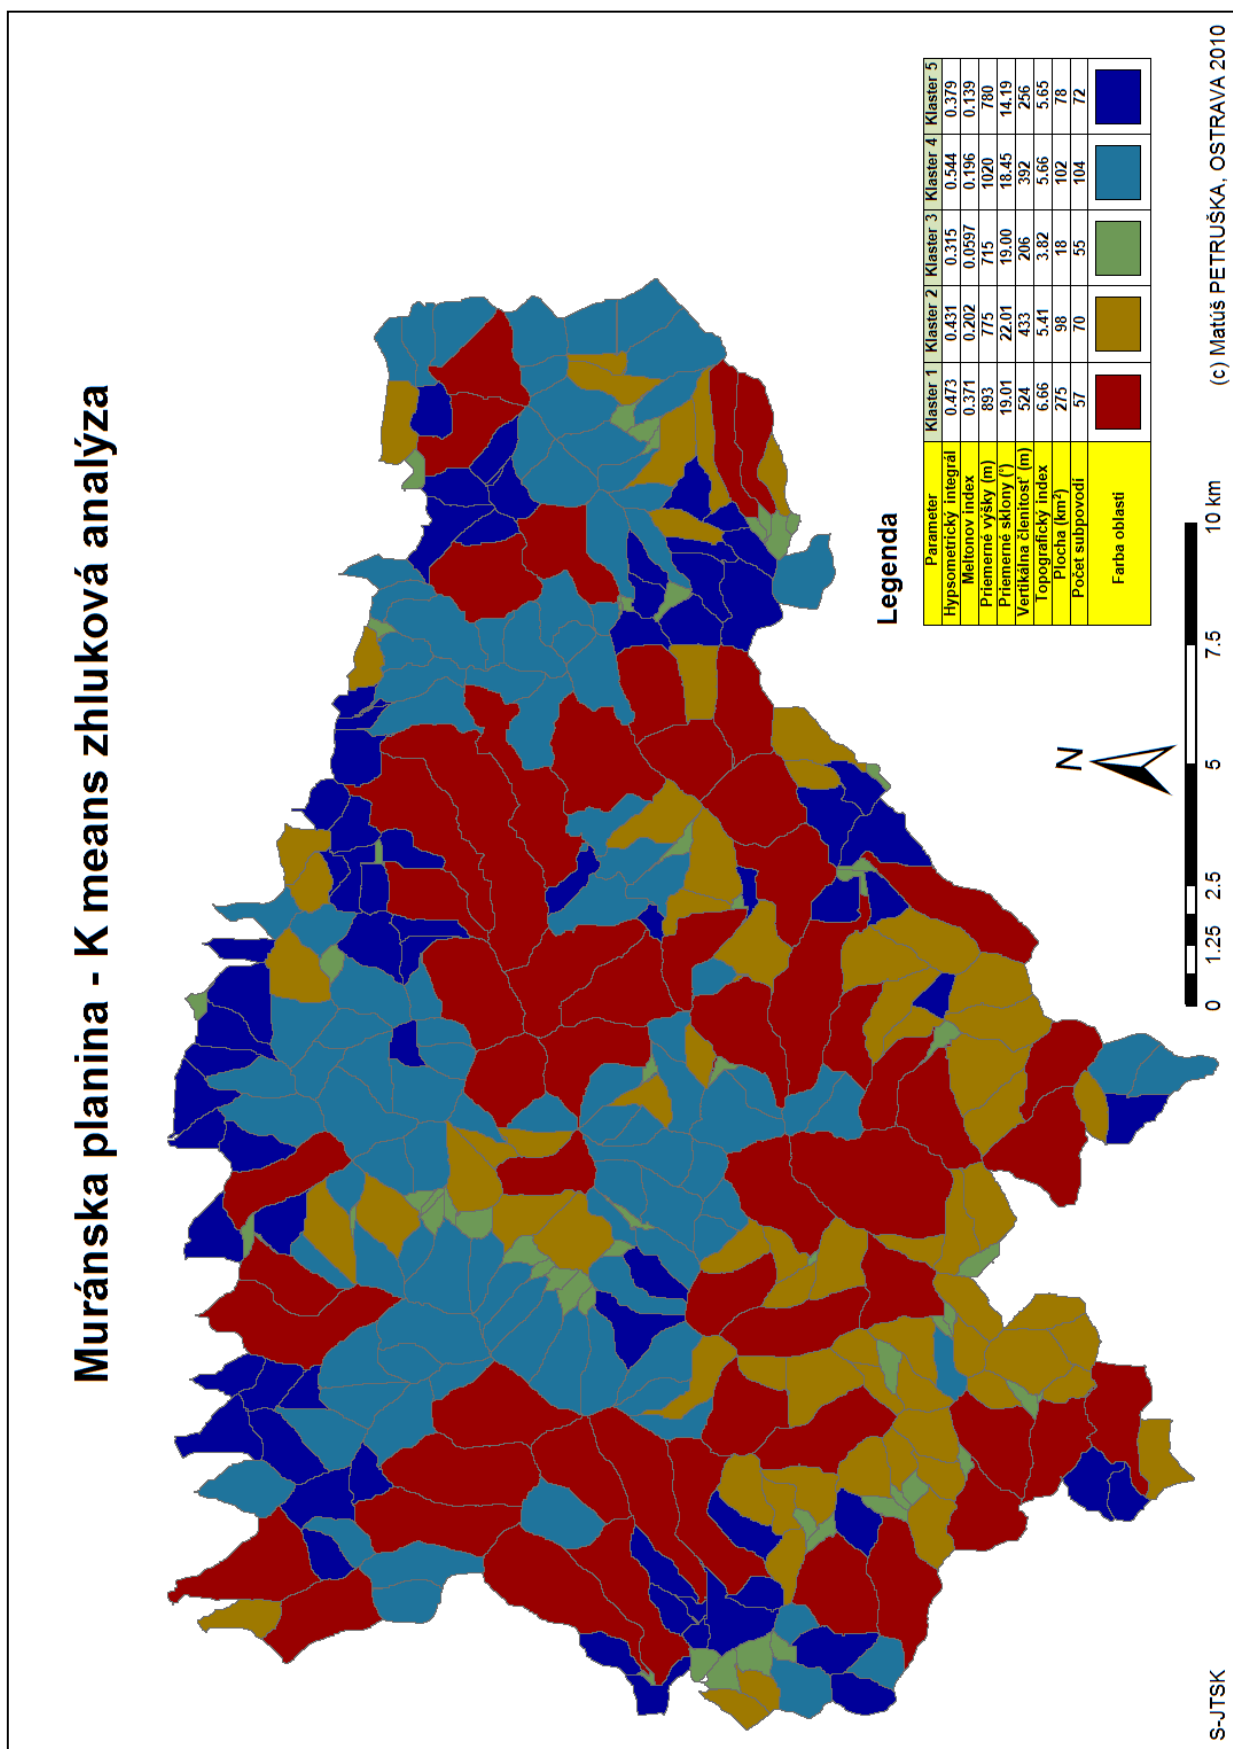 Muránska planina - K means zhluková analýza
Legenda
Parameter Klaster 1 Klaster 2 Klaster 3 Klaster 4 Klaster 5
Hypsometrický integrál 0.473 0.431 0.315 0.544 0.379
Meltonov index 0.371 0.202 0.0597 0.196 0.139
Priemerné výšky (m) 893 775 715 1020 780
Priemerné sklony (°) 19.01 22.01 19.00 18.45 14.19
Vertikálna členitosť (m) 524 433 206 392 256
Topografický index 6.66 5.41 3.82 5.66 5.65
Plocha (km²) 275 98 18 102 78
Počet subpovodí 57 70 55 104 72
Farba oblasti
N
0 1.25 2.5 5 7.5 10 km
S-JTSK
(c) Matúš PETRUŠKA, OSTRAVA 2010